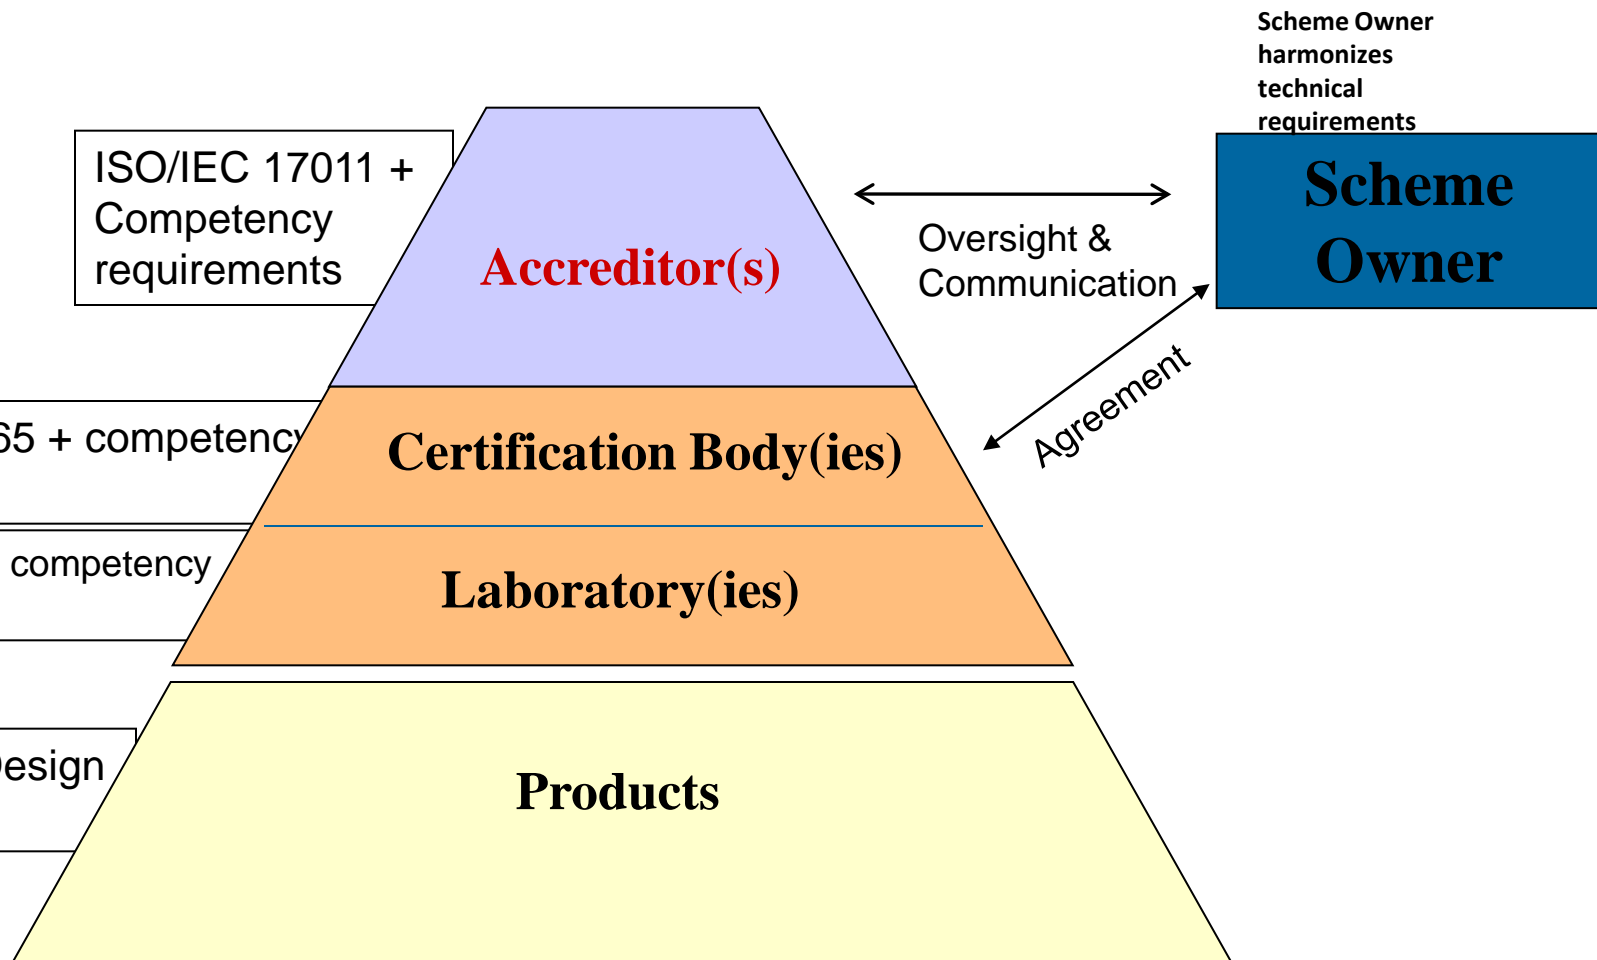 Scheme Owner
harmonizes
technical
requirements
ISO/IEC 17011 +
Competency
requirements
Scheme
Owner
Accreditor(s)
Oversight &
Communication
Agreement
65 + competency
Certification Body(ies)
competency
Laboratory(ies)
Design
Products